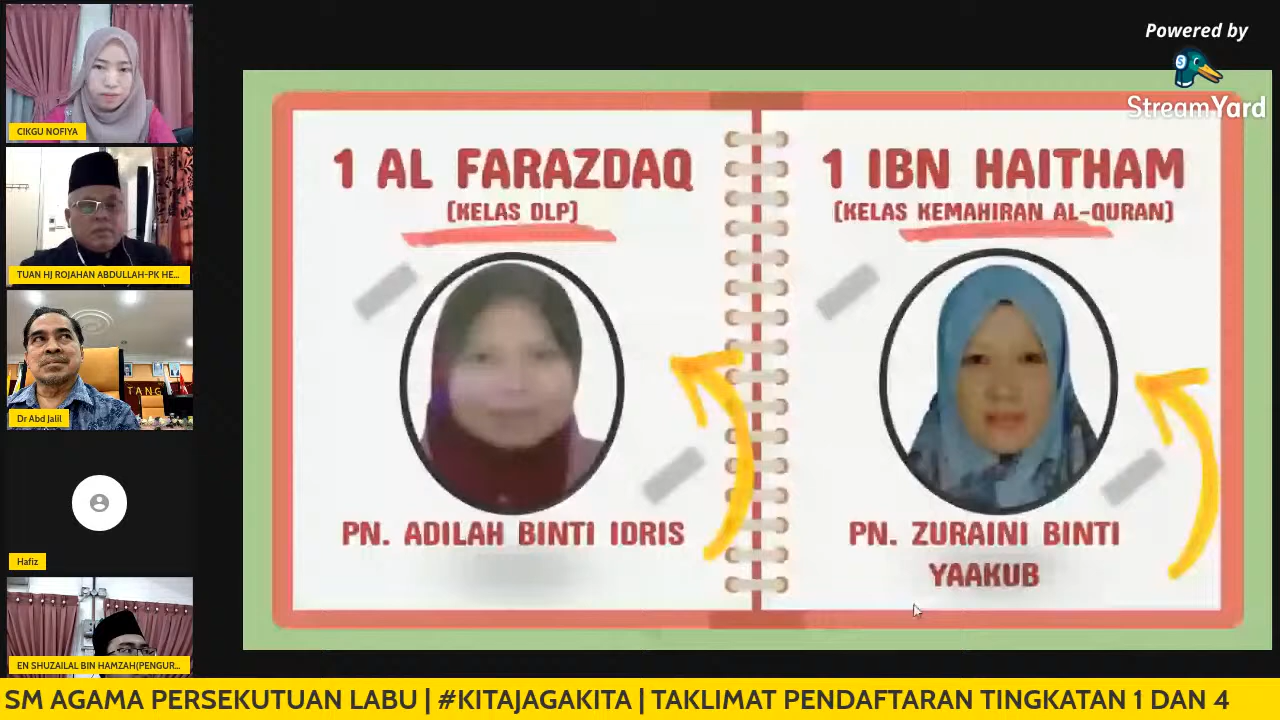 Powered by
StreamYard
CIKGU NOFIYA
TUAN HJ ROJAHAN ABDULLAH-PK HE...
Dr Abd Jalil
TANG
Hafiz
EN SHUZAILAL BIN HAMZAH(PENGUR...
1 AL FARAZDAQ
(KELAS DLP)
PN. ADILAH BINTI IDRIS
1 IBN HAITHAM
(KELAS KEMAHIRAN AL-QURAN)
PN. ZURAINI BINTI
YAAKUB
SM AGAMA PERSEKUTUAN LABU | #KITAJAGAKITA | TAKLIMAT PENDAFTARAN TINGKATAN 1 DAN 4